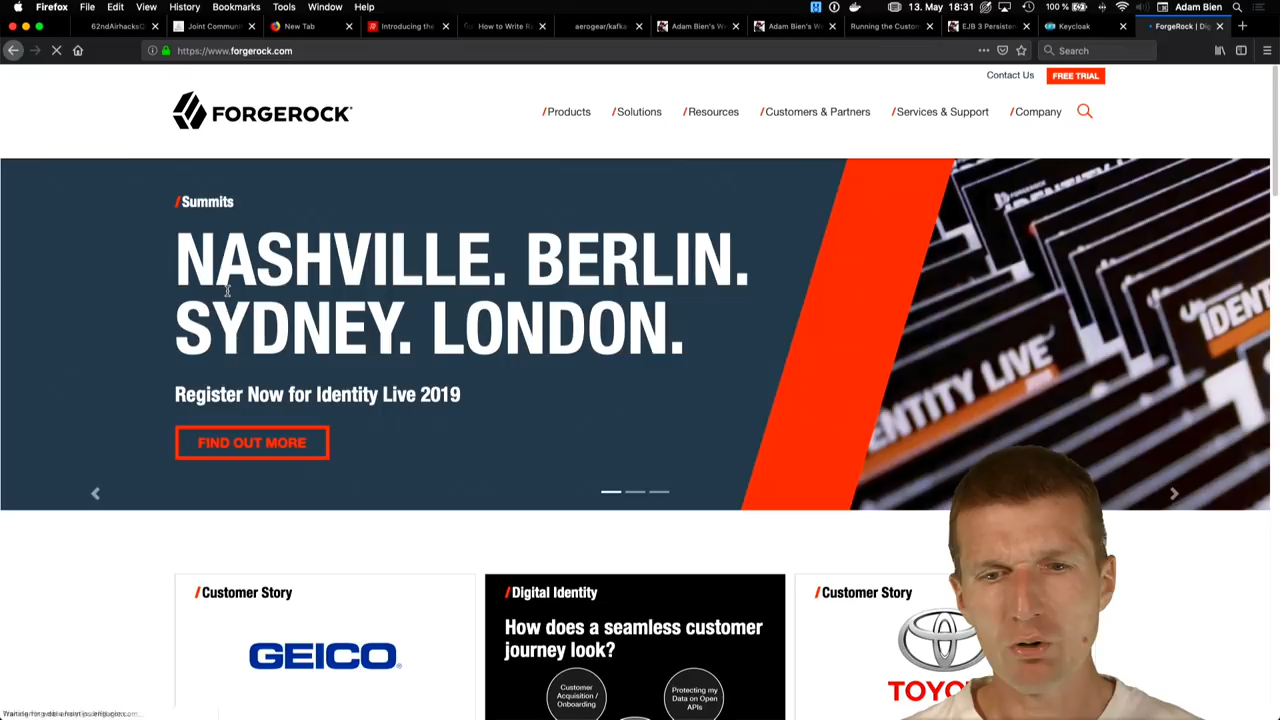 Firefox File Edit View History Bookmarks Tools Window Help
13. May 18:31 100 % Adam Bien
62ndAirhacksQ
Joint Commun
New Tab
Introducing the
How to Write R
aerogear/kafka
Adam Bien's We
Adam Bien's We
Running the Custom
EJB 3 Persisten
Keycloak
ForgeRock | Dig
https://www.forgerock.com
Search
Contact Us
FREE TRIAL
FORGEROCK
/Products /Solutions /Resources /Customers & Partners /Services & Support /Company
/Summits
NASHVILLE. BERLIN.
SYDNEY. LONDON.
Register Now for Identity Live 2019
FIND OUT MORE
IDENTITY LIVE
/Customer Story
GEICO
/Digital Identity
How does a seamless customer
journey look?
Customer
Acquisition /
Onboarding
Protecting my
Data on Open
APIs
/Customer Story